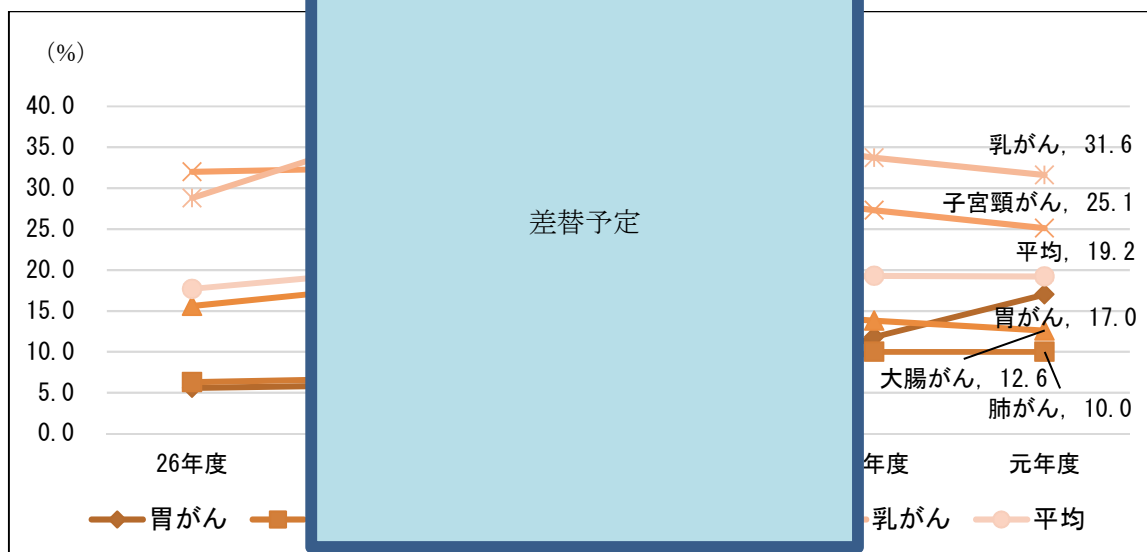 (%)
40.0
35.0
30.0
25.0
20.0
15.0
10.0
5.0
0.0
差替予定
乳がん, 31.6
子宮頸がん, 25.1
平均, 19.2
胃がん, 17.0
大腸がん, 12.6
肺がん, 10.0
26年度 年度 元年度
胃がん 乳がん 平均